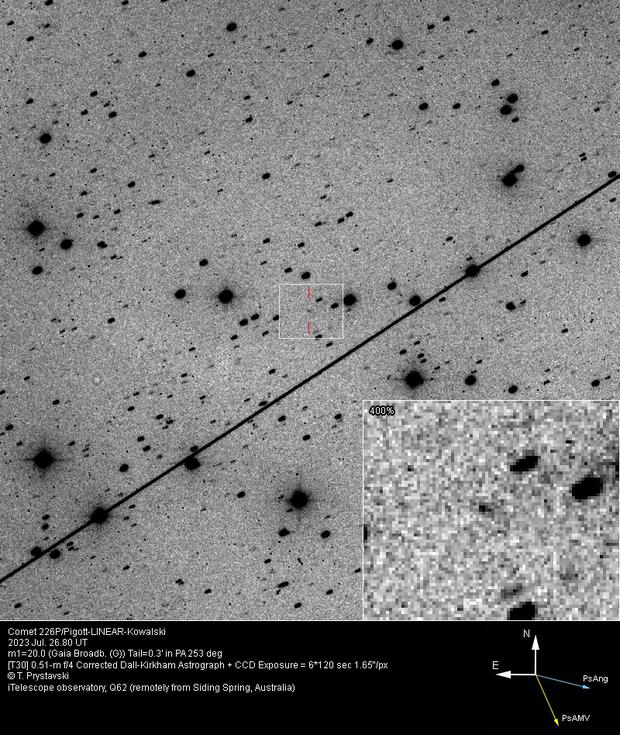 400%
Comet 226P/Pigott-LINEAR-Kowalski
2023 Jul. 26.80 UT
m1=20.0 (Gaia Broadb. (G)) Tail=0.3' in PA 253 deg
[T30] 0.51-m f/4 Corrected Dall-Kirkham Astrograph + CCD Exposure = 6*120 sec 1.65"/px
© T. Prystavski
iTelescope observatory, Q62 (remotely from Siding Spring, Australia)
N
E
PsAng
PsAMV